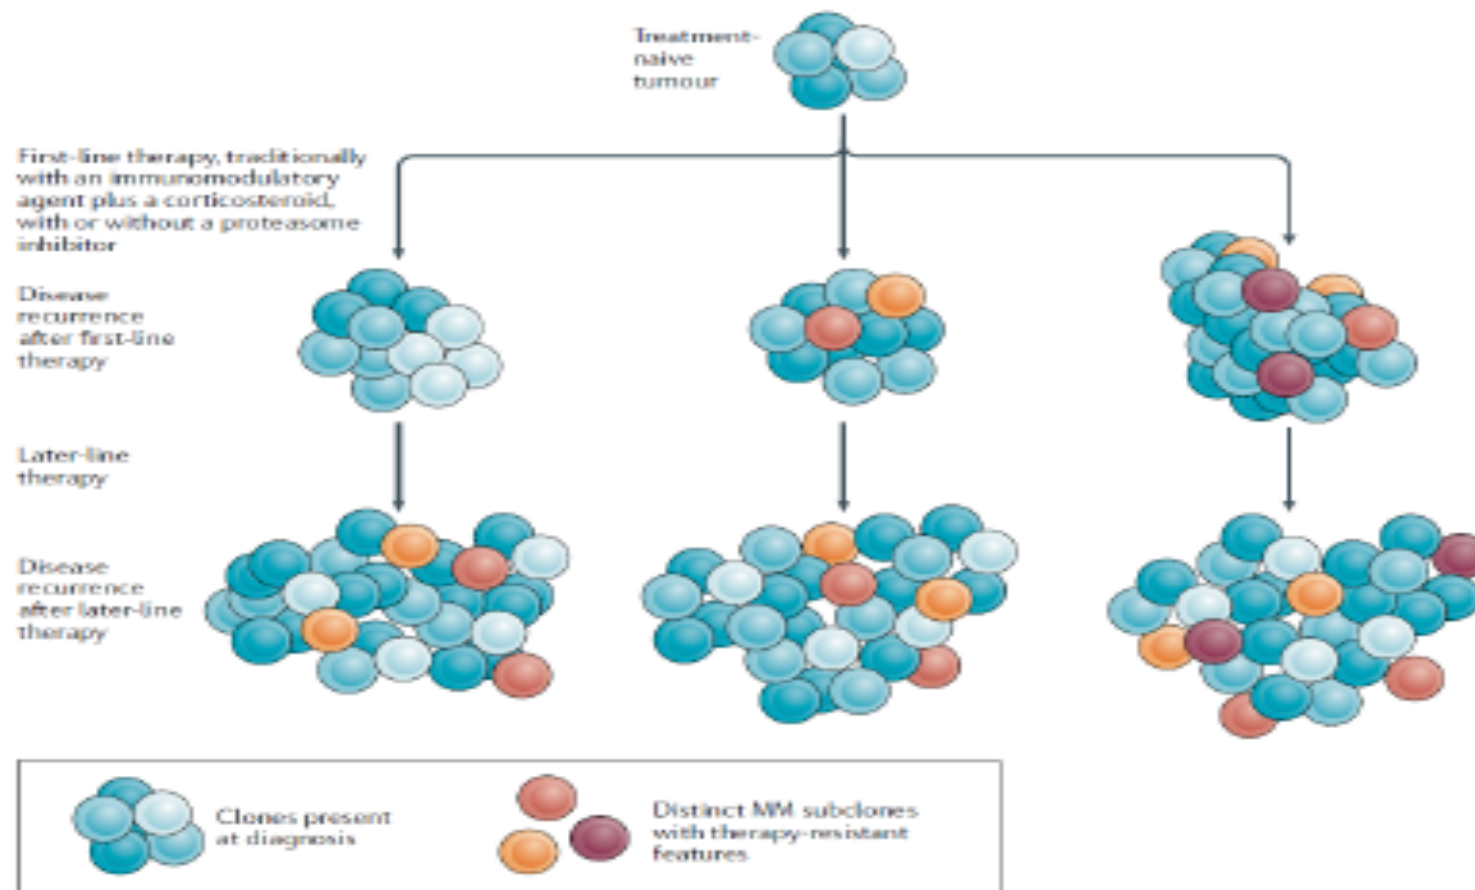 Treatment-
naive
tumour
First-line therapy, traditionally
with an immunomodulatory
agent plus a corticosteroid,
with or without a proteasome
inhibitor
Disease
recurrence
after first-line
therapy
Later-line
therapy
Disease
recurrence
after later-line
therapy
Clones present
at diagnosis
Distinct MM subclones
with therapy-resistant
features